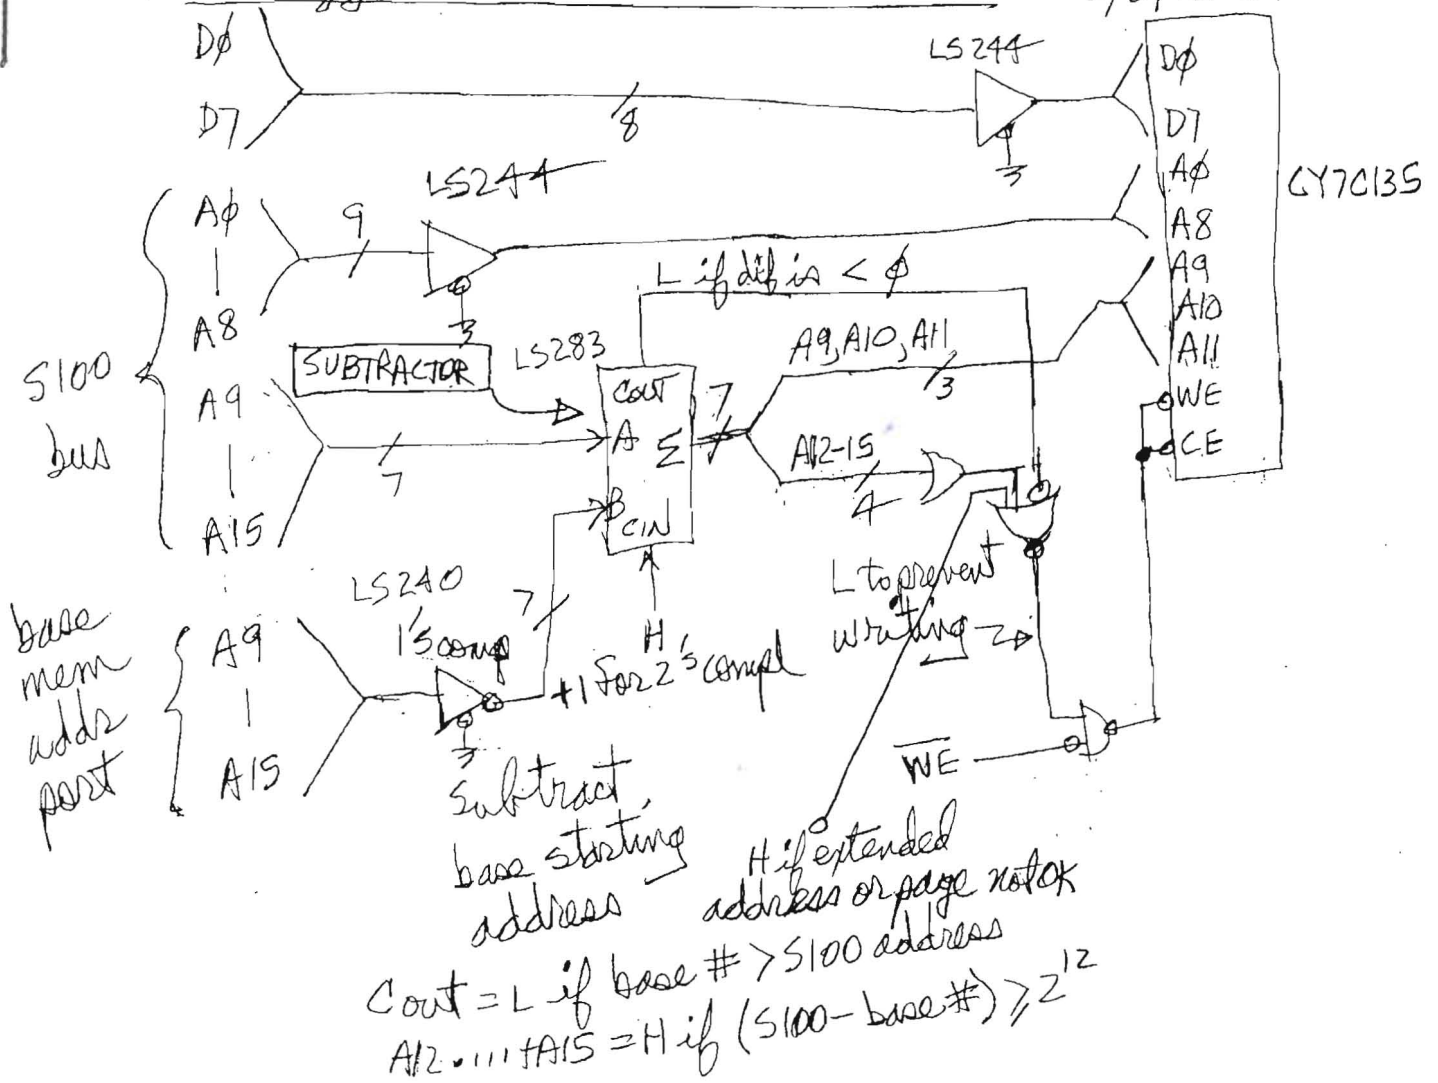 DØ
D7
8
LS244
DØ
D7
AØ
A8
A9
A10
A11
WE
CE
CY7C135
S100
bus
AØ
A8
A9
A15
9
LS244
L if dif is < Ø
SUBTRACTOR
LS283
COUT
A
Σ
B
CIN
7
7
A9, A10, A11
3
A12-15
4
LS240
1's comp
7
H
+1 for 2's compl
L to prevent
writing
WE
base
mem
addr
port
A9
A15
Subtract
base starting
address
H if extended
address or page not OK
Cout = L if base # > S100 address
A12.....+A15 = H if (S100 - base #) ≥ 2^12